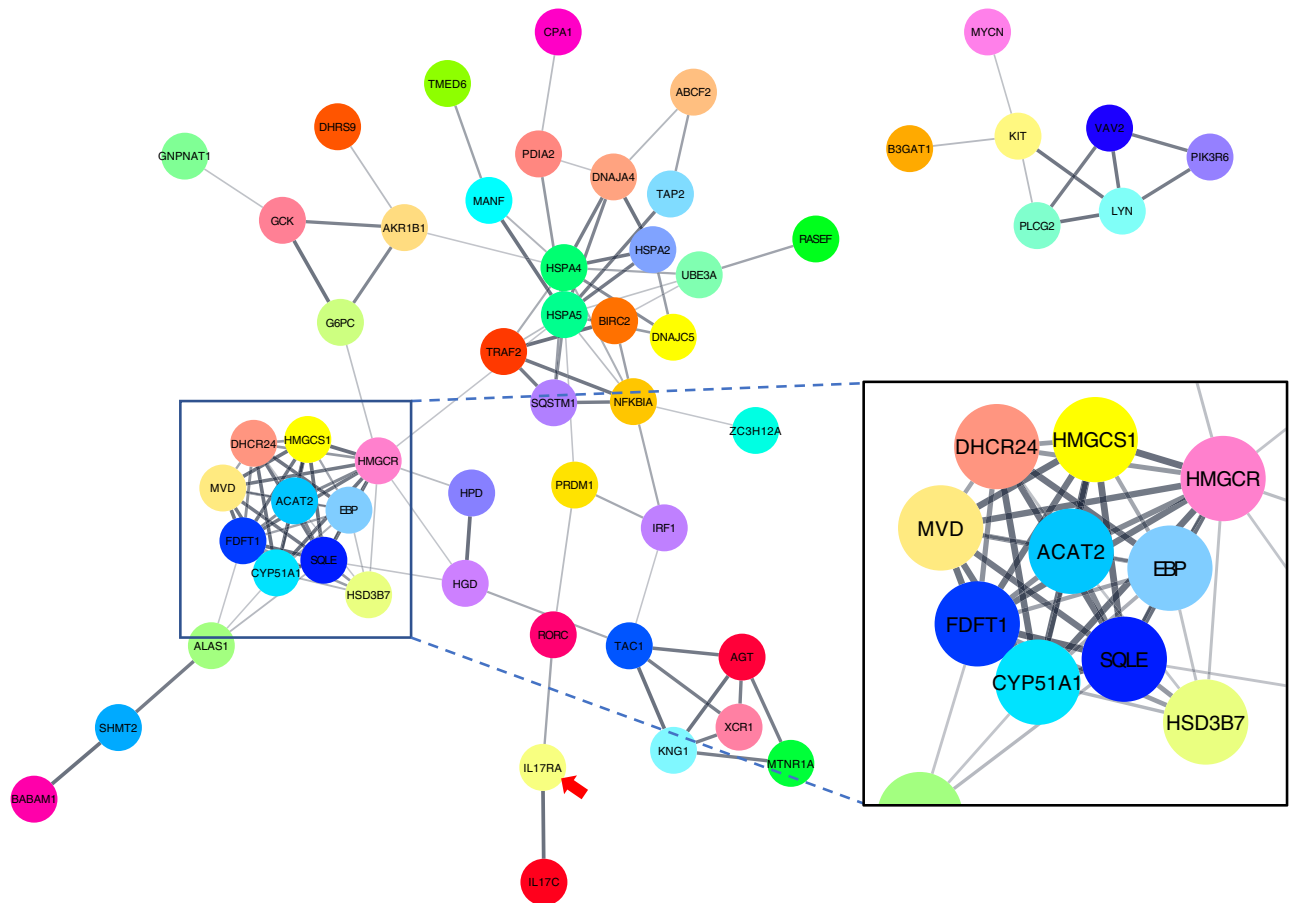 CPA1
MYCN
TMED6
ABCF2
DHRS9
VAV2
KIT
B3GAT1
GNPNAT1
PDIA2
PIK3R6
DNAJA4
TAP2
MANF
GCK
AKR1B1
PLCG2
LYN
RASEF
HSPA2
HSPA4
UBE3A
HSPA5
BIRC2
G6PC
DNAJC5
TRAF2
SQSTM1
NFKBIA
ZC3H12A
DHCR24
HMGCS1
HMGCR
MVD
ACAT2
EBP
HPD
PRDM1
IRF1
FDFT1
SQLE
CYP51A1
HSD3B7
HGD
ALAS1
RORC
TAC1
AGT
SHMT2
XCR1
KNG1
MTNR1A
IL17RA
BABAM1
IL17C
DHCR24
HMGCS1
HMGCR
MVD
ACAT2
EBP
FDFT1
SQLE
CYP51A1
HSD3B7